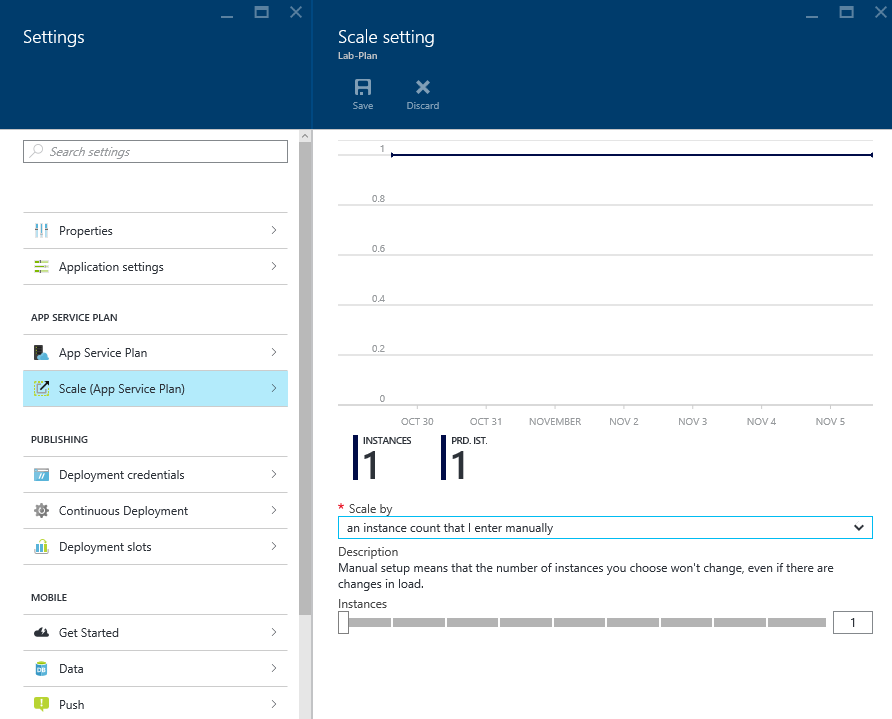 Settings
Search settings
Properties
Application settings
APP SERVICE PLAN
App Service Plan
Scale (App Service Plan)
PUBLISHING
Deployment credentials
Continuous Deployment
Deployment slots
MOBILE
Get Started
Data
Push
Scale setting
Lab-Plan
Save
Discard
1
0.8
0.6
0.4
0.2
0
OCT 30 OCT 31 NOVEMBER NOV 2 NOV 3 NOV 4 NOV 5
INSTANCES PRD. IST.
1 1
* Scale by
an instance count that I enter manually
Description
Manual setup means that the number of instances you choose won't change, even if there are
changes in load.
Instances
1